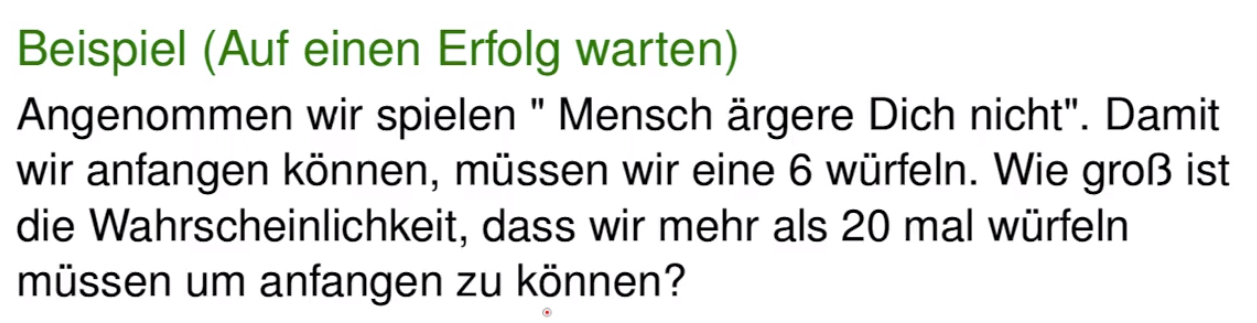 Beispiel (Auf einen Erfolg warten)
Angenommen wir spielen " Mensch ärgere Dich nicht". Damit
wir anfangen können, müssen wir eine 6 würfeln. Wie groß ist
die Wahrscheinlichkeit, dass wir mehr als 20 mal würfeln
müssen um anfangen zu können?